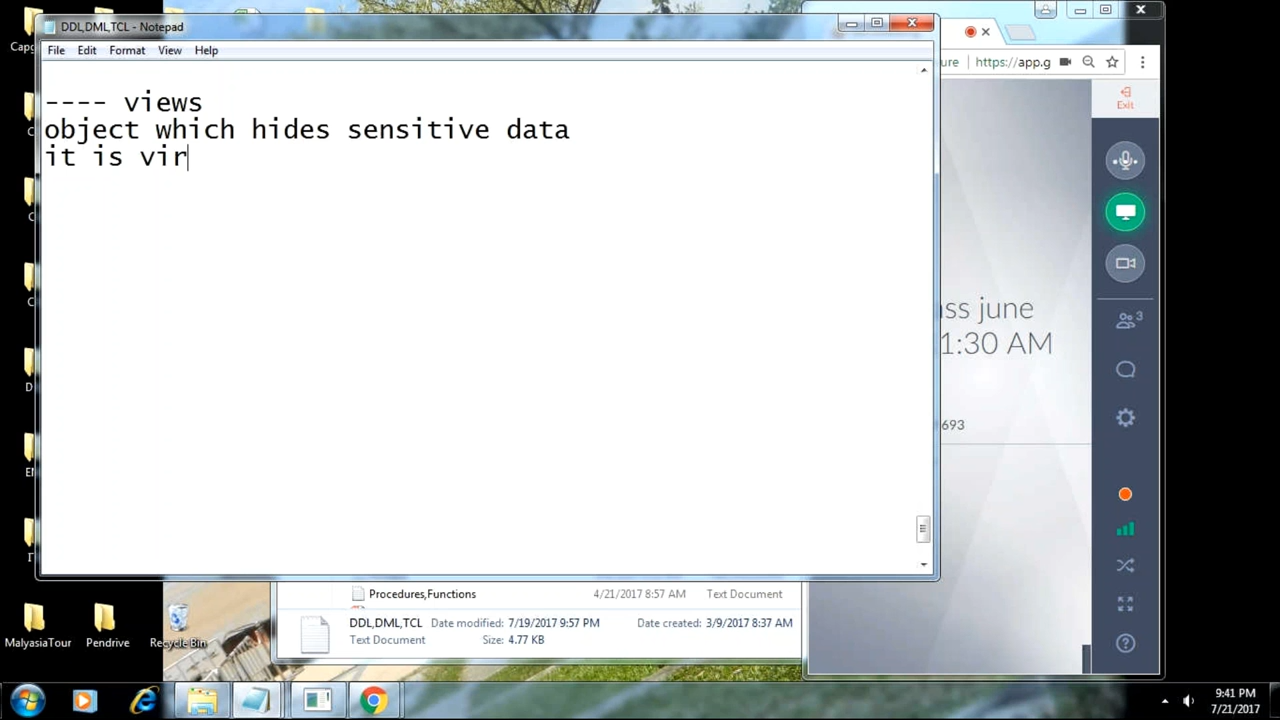 DDL,DML,TCL - Notepad
File Edit Format View Help
---- views
object which hides sensitive data
it is vir
https://app.g
Exit
ss june
1:30 AM
3
693
Procedures,Functions 4/21/2017 8:57 AM Text Document
DDL,DML,TCL Date modified: 7/19/2017 9:57 PM Date created: 3/9/2017 8:37 AM
Text Document Size: 4.77 KB
MalyasiaTour Pendrive Recycle Bin
9:41 PM
7/21/2017